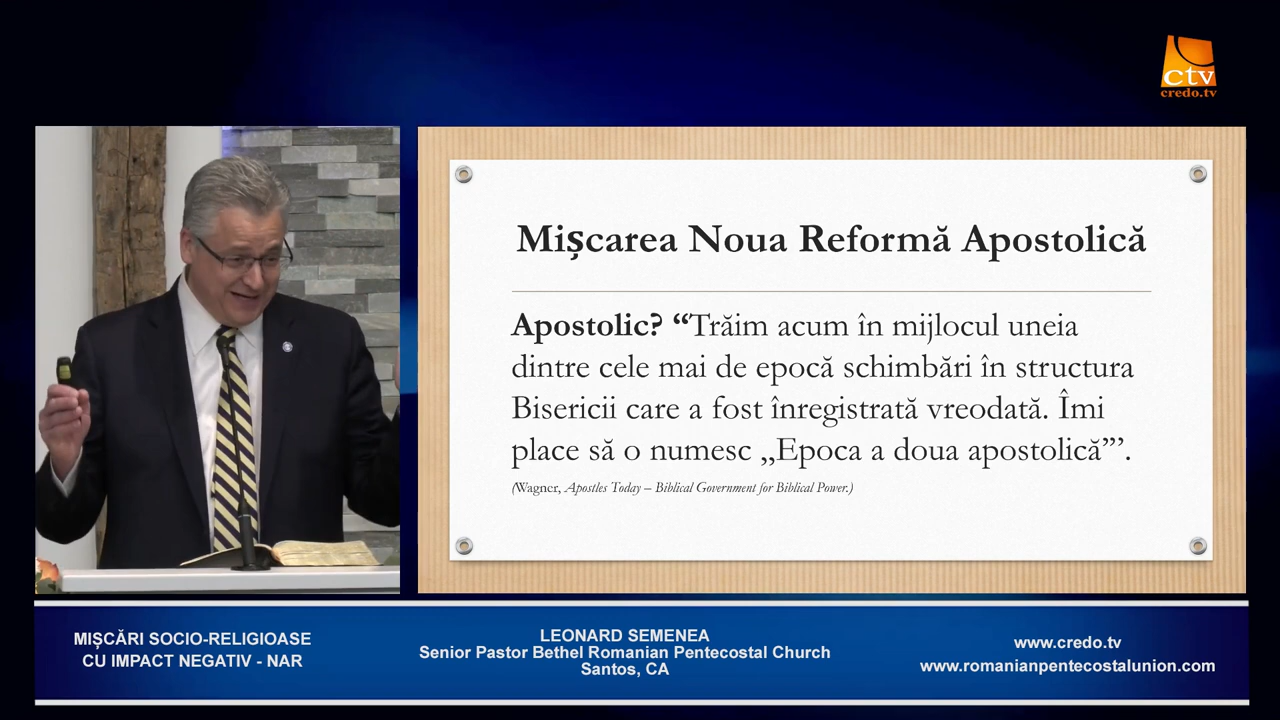 ctv
credo.tv
Mișcarea Noua Reformă Apostolică
Apostolic? “Trăim acum în mijlocul uneia
dintre cele mai de epocă schimbări în structura
Bisericii care a fost înregistrată vreodată. Îmi
place să o numesc „Epoca a doua apostolică”’.
(Wagner, Apostles Today – Biblical Government for Biblical Power.)
MIȘCĂRI SOCIO-RELIGIOASE
CU IMPACT NEGATIV - NAR
LEONARD SEMENEA
Senior Pastor Bethel Romanian Pentecostal Church
Santos, CA
www.credo.tv
www.romanianpentecostalunion.com